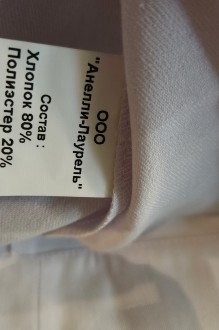 ООО
"Анелли-Лаурель"
Состав :
Хлопок 80%
Полиэстер 20%